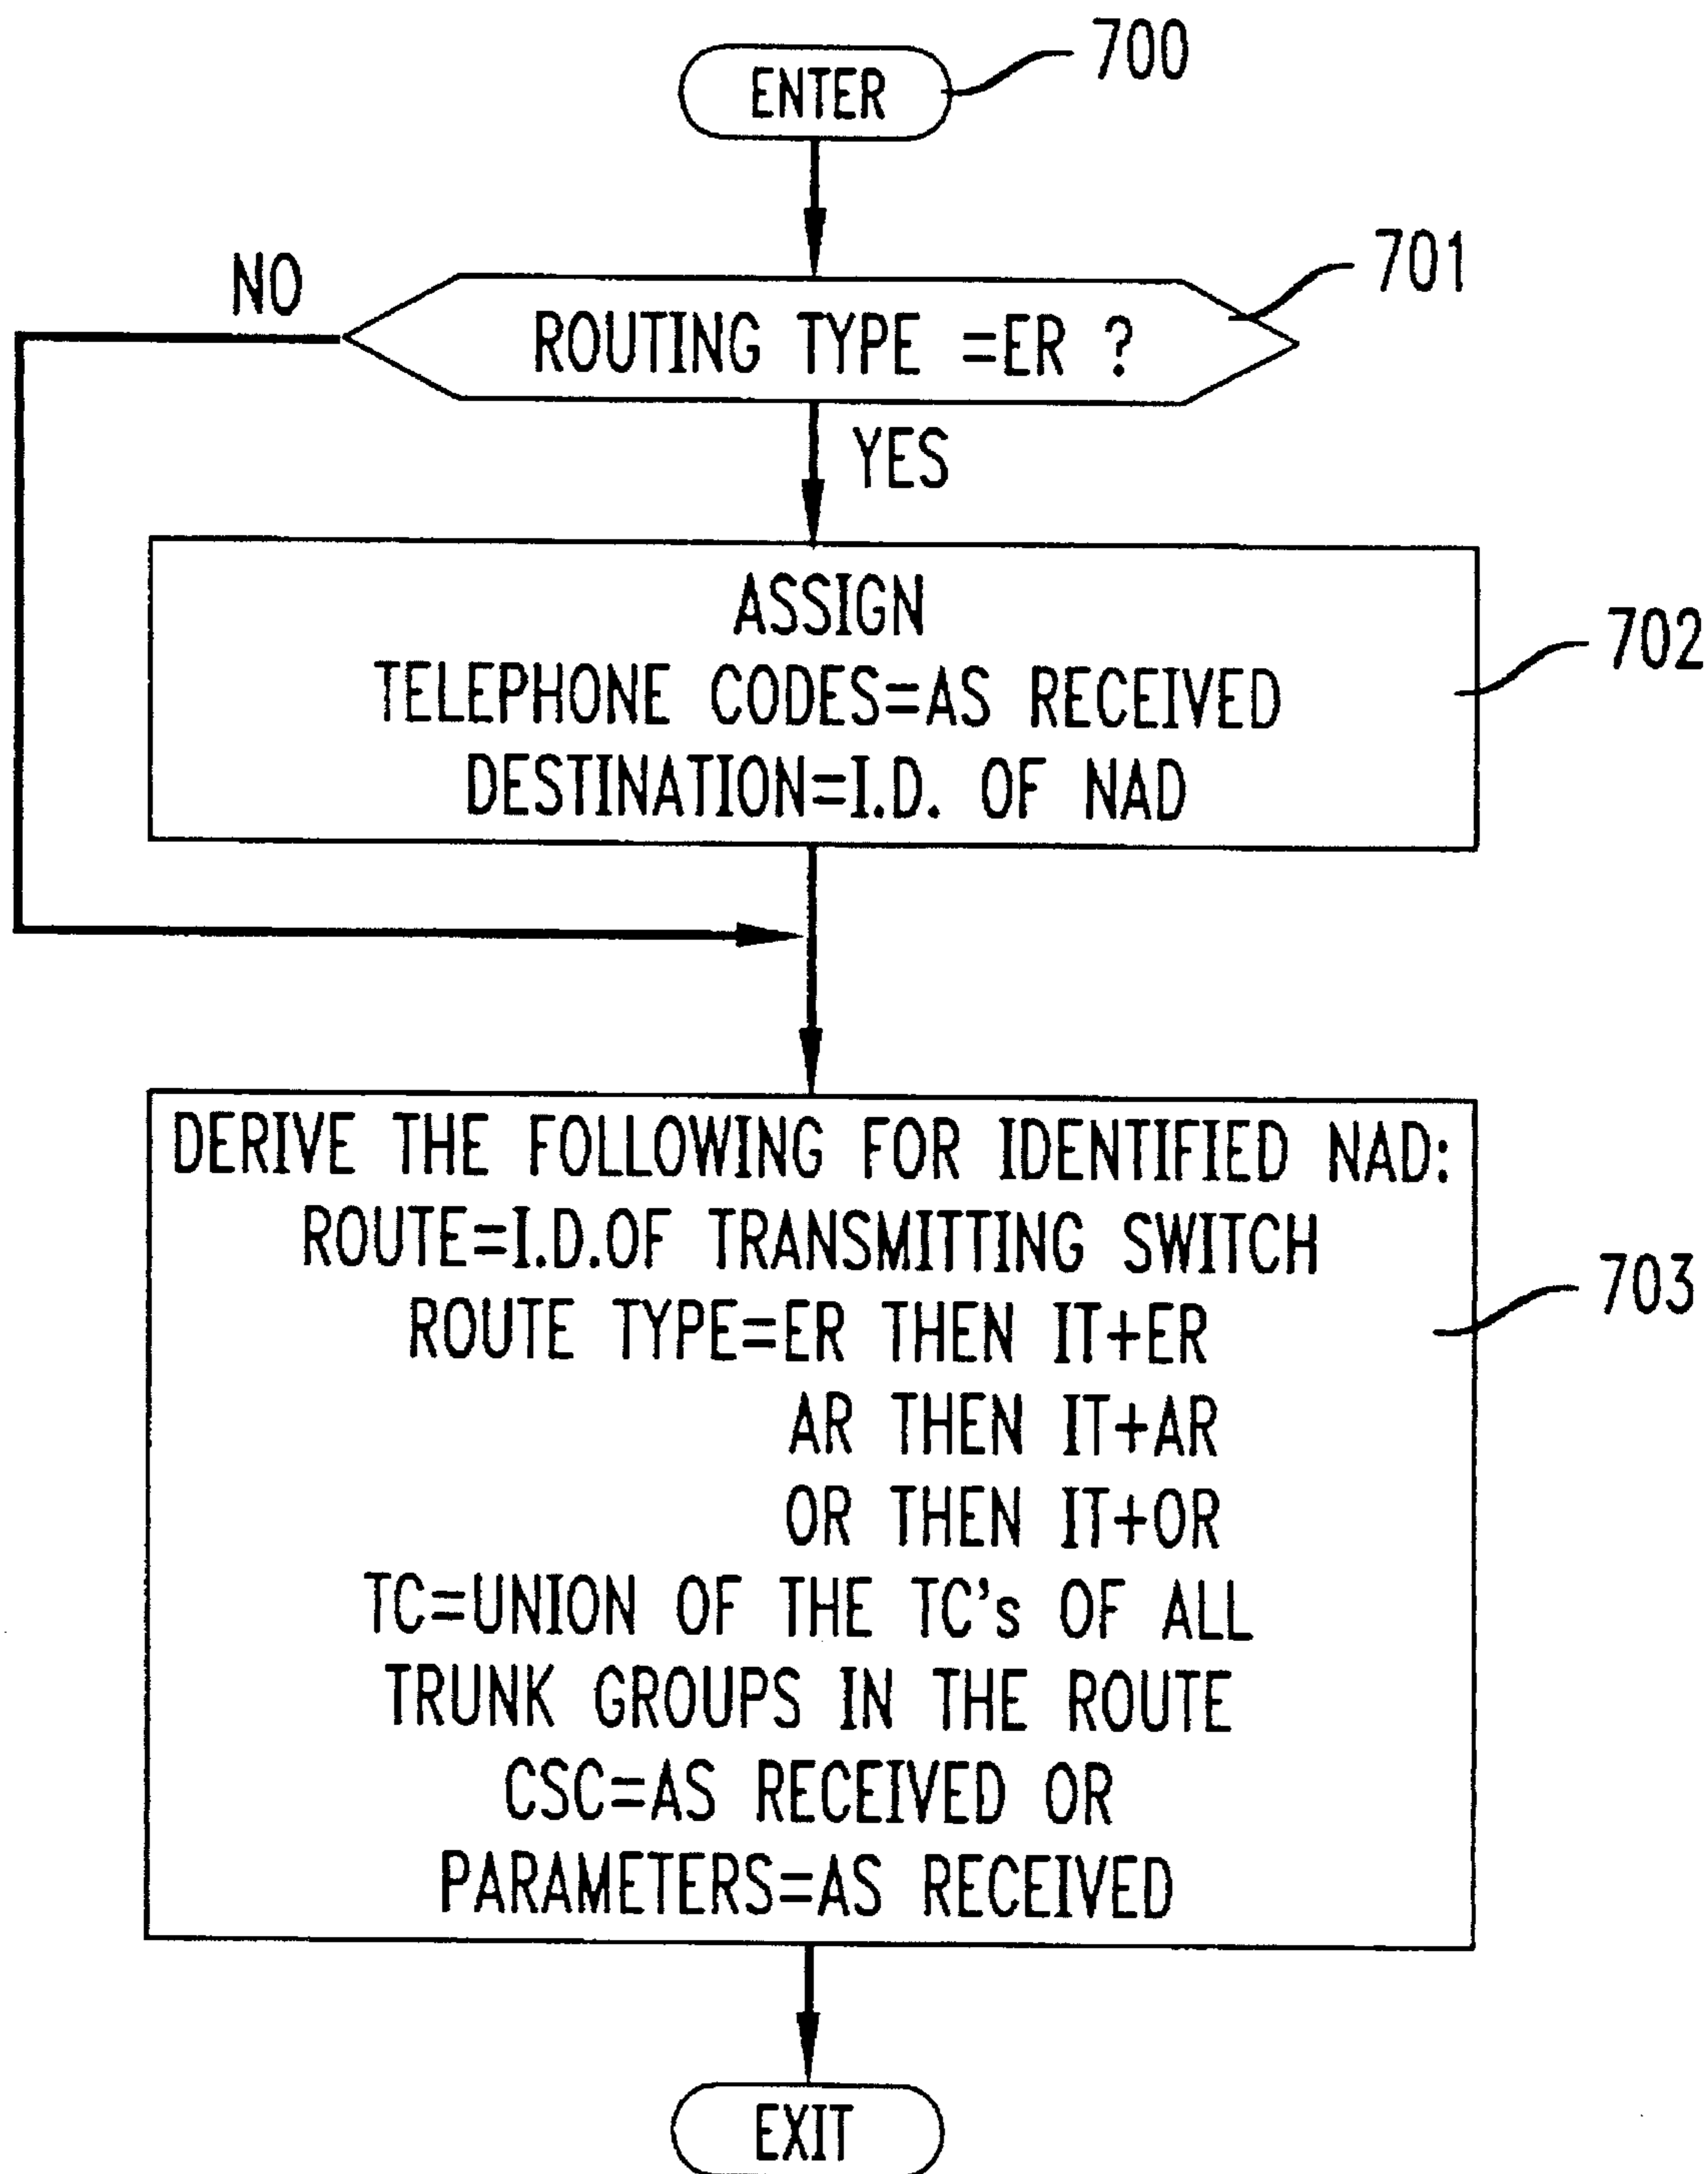 ENTER
700
NO
ROUTING TYPE =ER ?
701
YES
ASSIGN
TELEPHONE CODES=AS RECEIVED
DESTINATION=I.D. OF NAD
702
DERIVE THE FOLLOWING FOR IDENTIFIED NAD:
ROUTE=I.D.OF TRANSMITTING SWITCH
ROUTE TYPE=ER THEN IT+ER
AR THEN IT+AR
OR THEN IT+OR
TC=UNION OF THE TC's OF ALL
TRUNK GROUPS IN THE ROUTE
CSC=AS RECEIVED OR
PARAMETERS=AS RECEIVED
703
EXIT